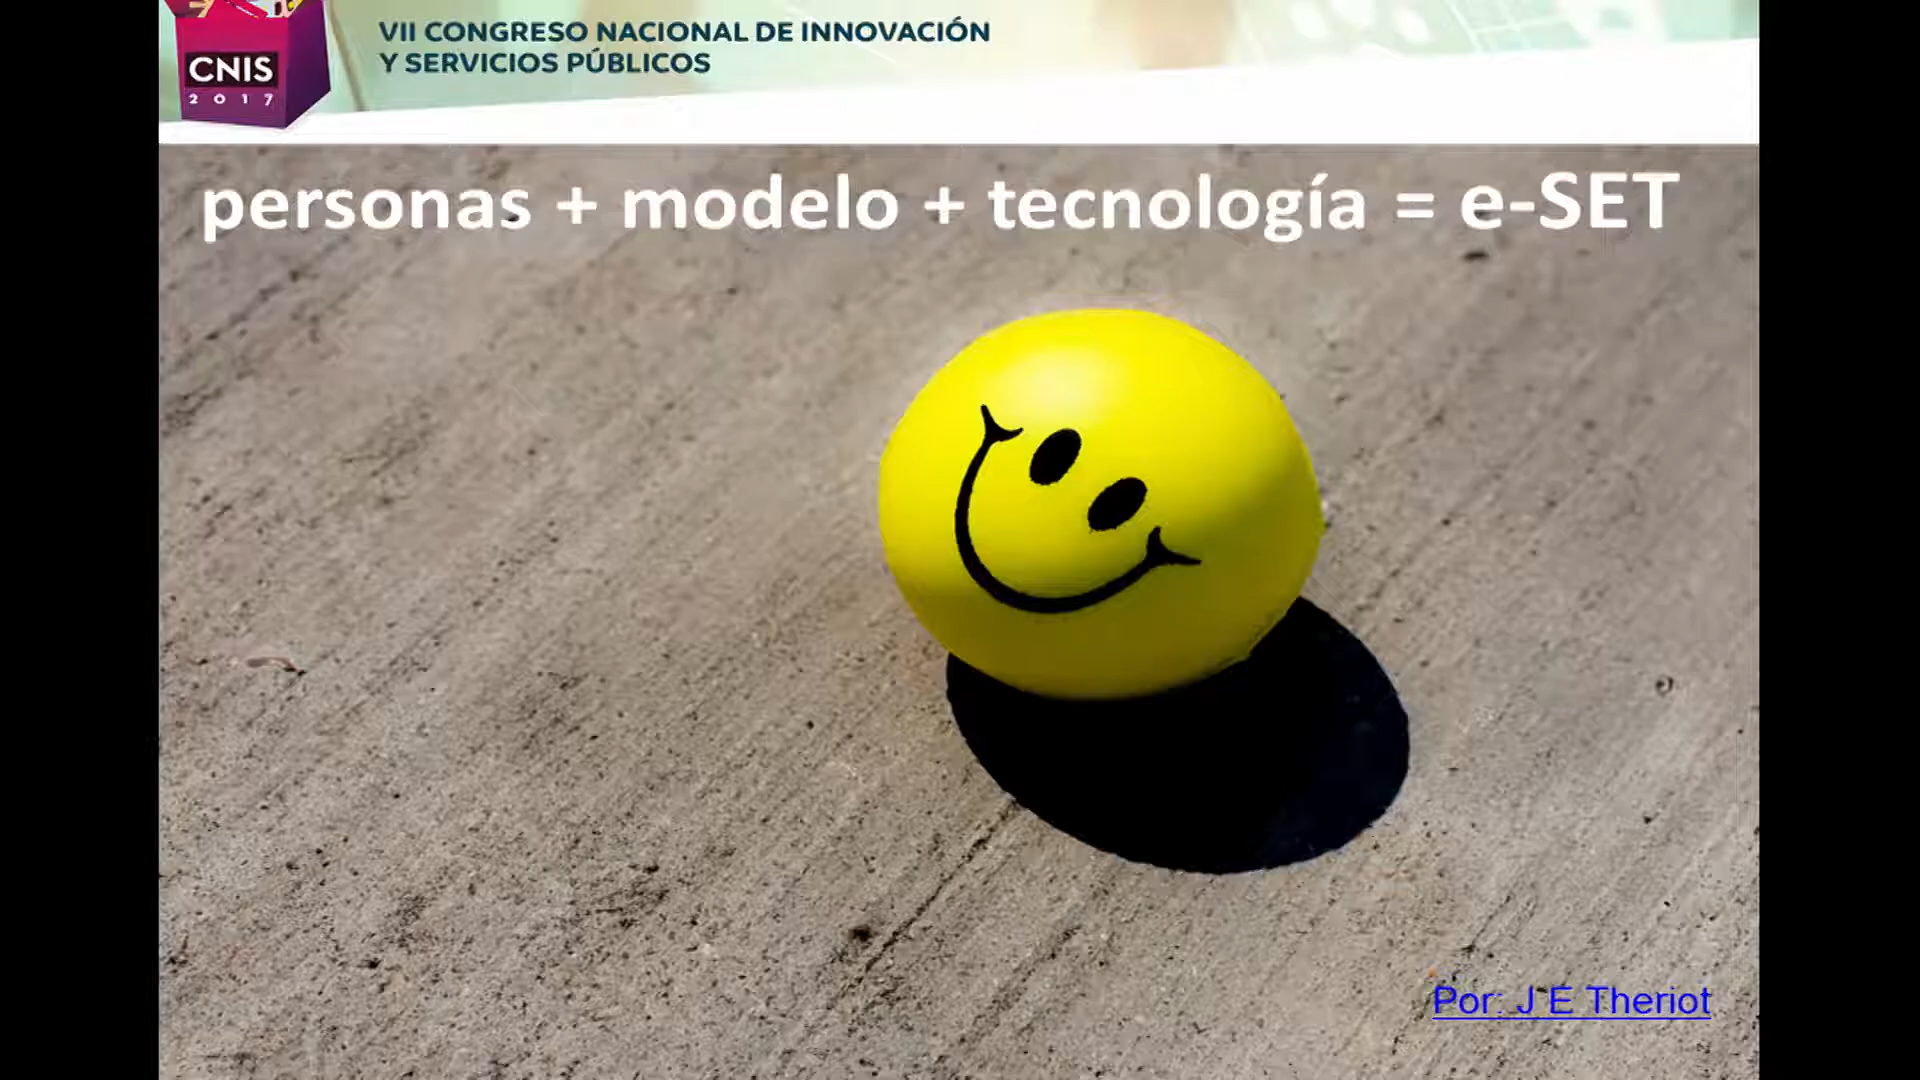 CNIS
2017
VII CONGRESO NACIONAL DE INNOVACIÓN
Y SERVICIOS PÚBLICOS
personas + modelo + tecnología = e-SET
Por: J E Theriot